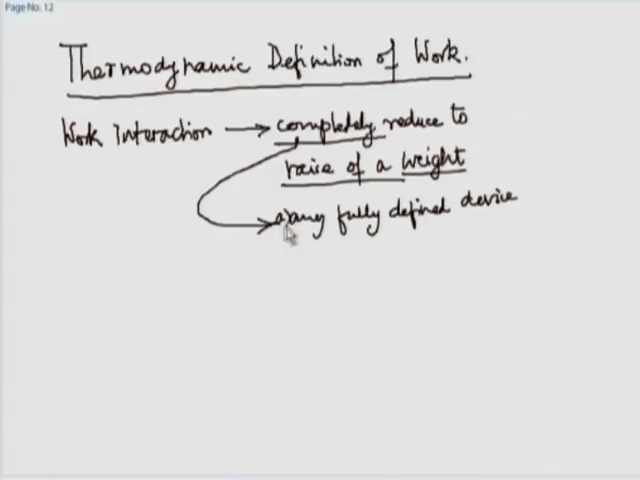 Page No: 12
Thermodynamic Definition of Work.
Work Interaction → completely reduce to
raise of a weight
any fully defined device